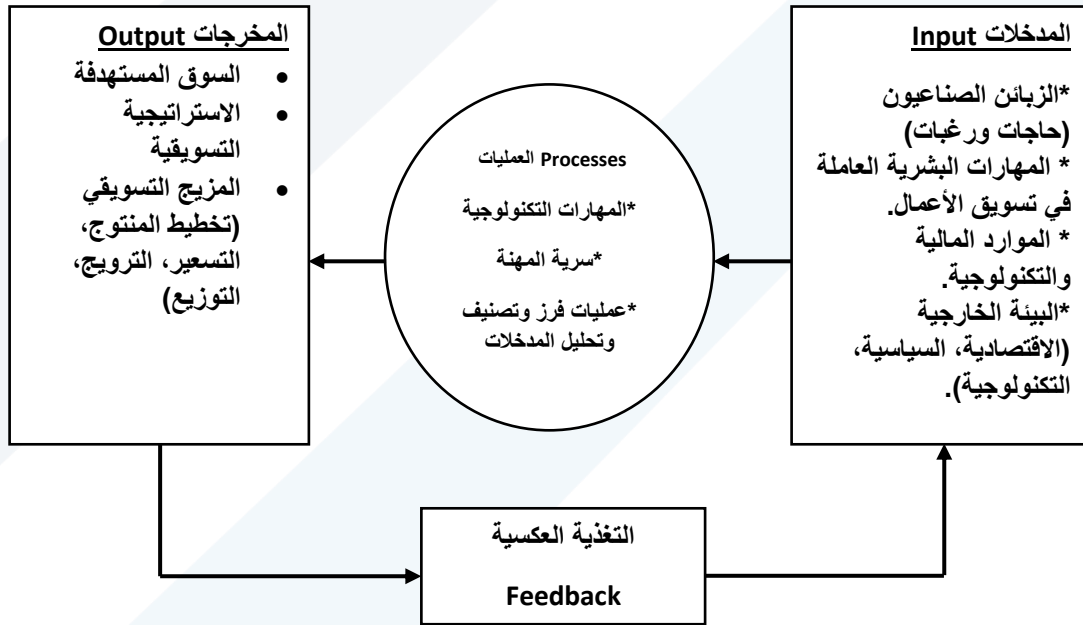 المدخلات Input
*الزبائن الصناعيون
(حاجات ورغبات)
* المهارات البشرية العاملة
في تسويق الأعمال.
* الموارد المالية
والتكنولوجية.
*البيئة الخارجية
(الاقتصادية، السياسية،
التكنولوجية).
العمليات Processes
*المهارات التكنولوجية
*سرية المهنة
*عمليات فرز وتصنيف
وتحليل المدخلات
المخرجات Output
• السوق المستهدفة
• الاستراتيجية
التسويقية
• المزيج التسويقي
(تخطيط المنتوج،
التسعير، الترويج،
التوزيع)
التغذية العكسية
Feedback